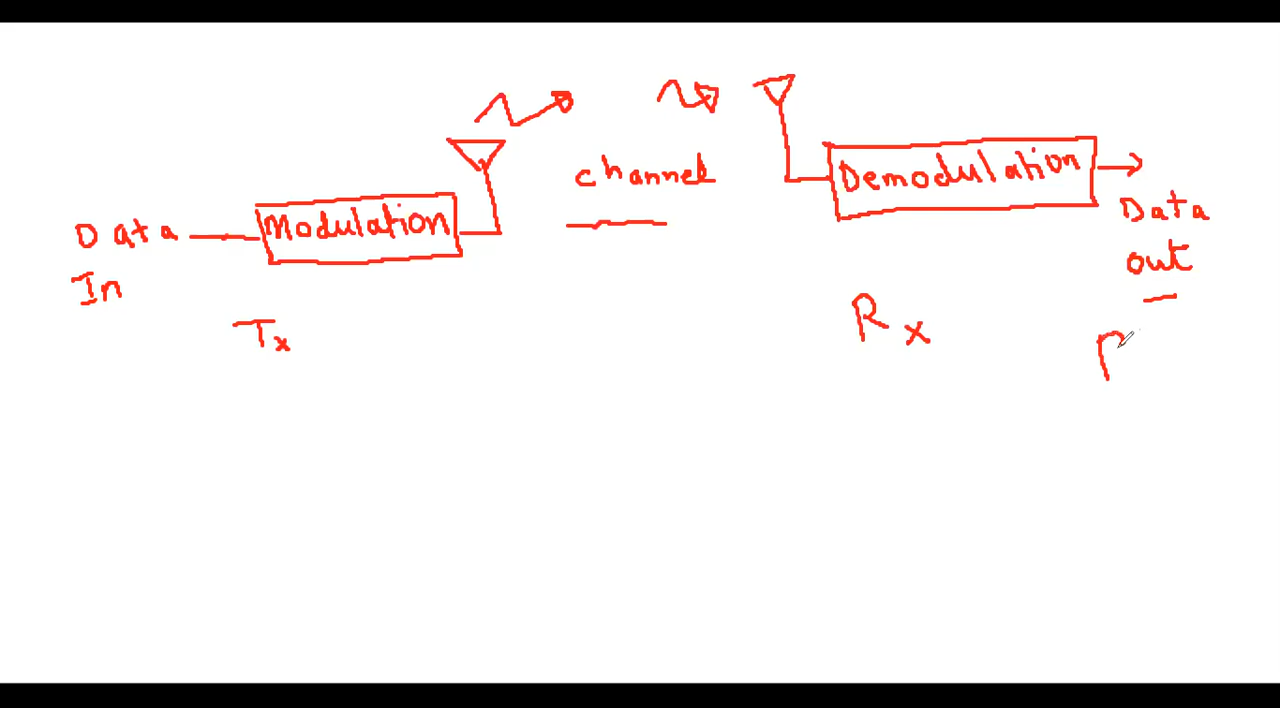 channel
Demodulation
Modulation
Data
In
Data
out
Tx
Rx